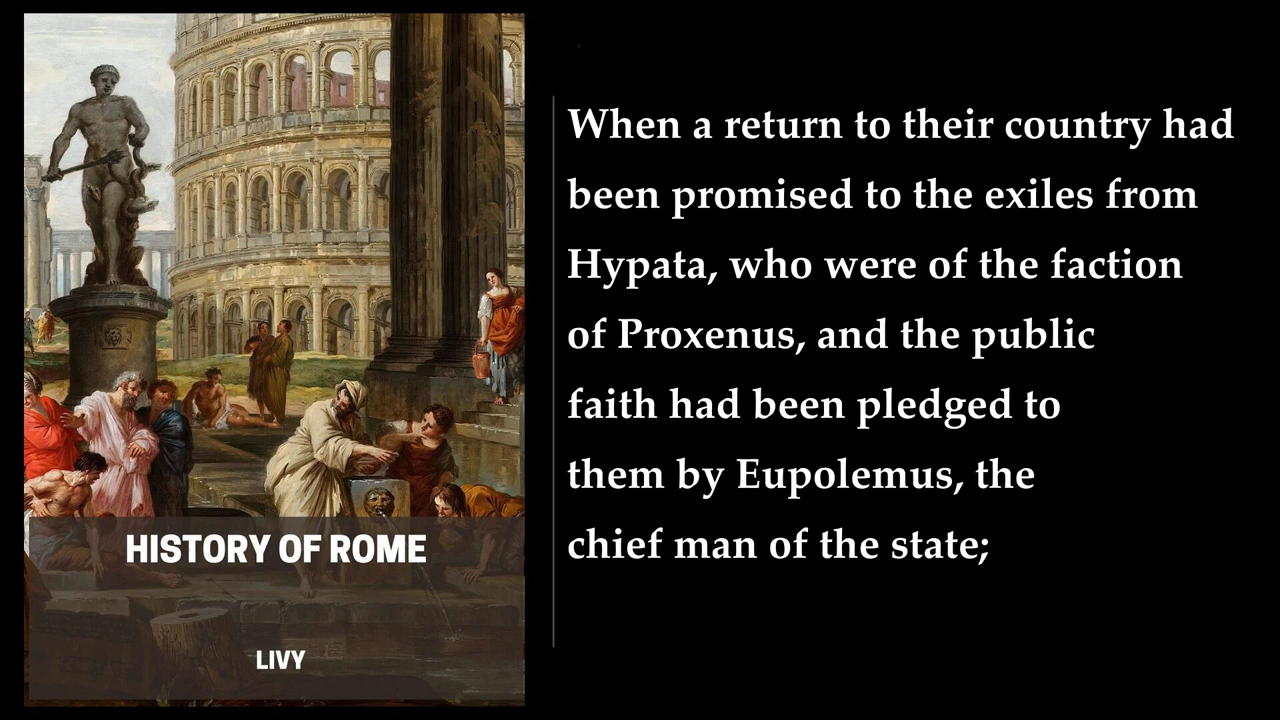 HISTORY OF ROME
LIVY
When a return to their country had
been promised to the exiles from
Hypata, who were of the faction
of Proxenus, and the public
faith had been pledged to
them by Eupolemus, the
chief man of the state;